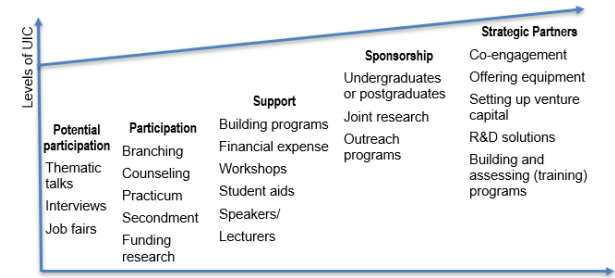 Levels of UIC
Potential
participation
Thematic
talks
Interviews
Job fairs
Participation
Branching
Counseling
Practicum
Secondment
Funding
research
Support
Building programs
Financial expense
Workshops
Student aids
Speakers/
Lecturers
Sponsorship
Undergraduates
or postgraduates
Joint research
Outreach
programs
Strategic Partners
Co-engagement
Offering equipment
Setting up venture
capital
R&D solutions
Building and
assessing (training)
programs